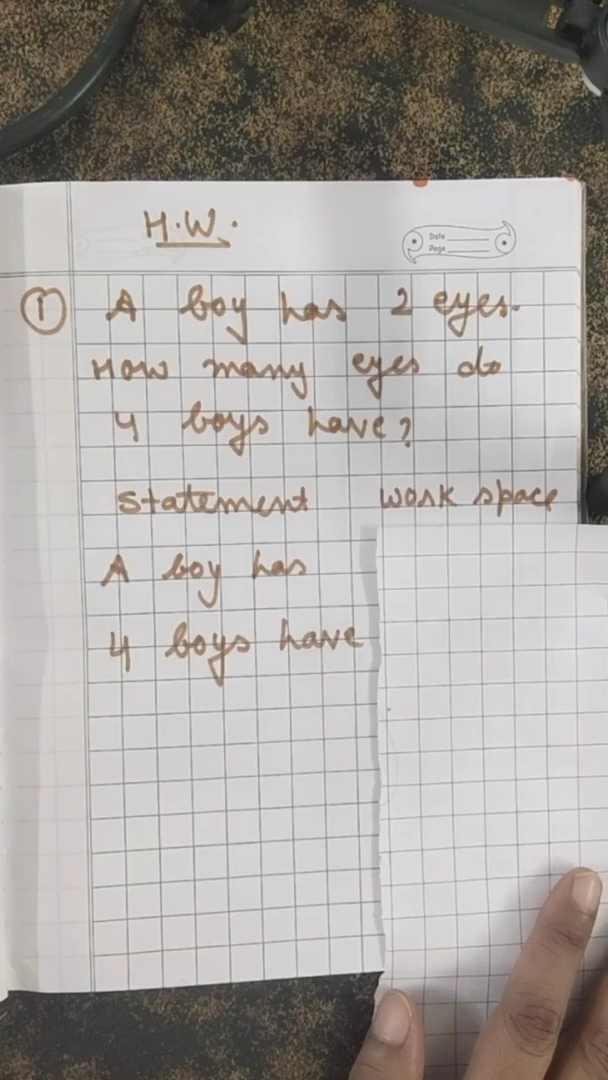 H.W.
Date
Page
① A boy has 2 eyes.
How many eyes do
4 boys have?
Statement work space
A boy has
4 boys have